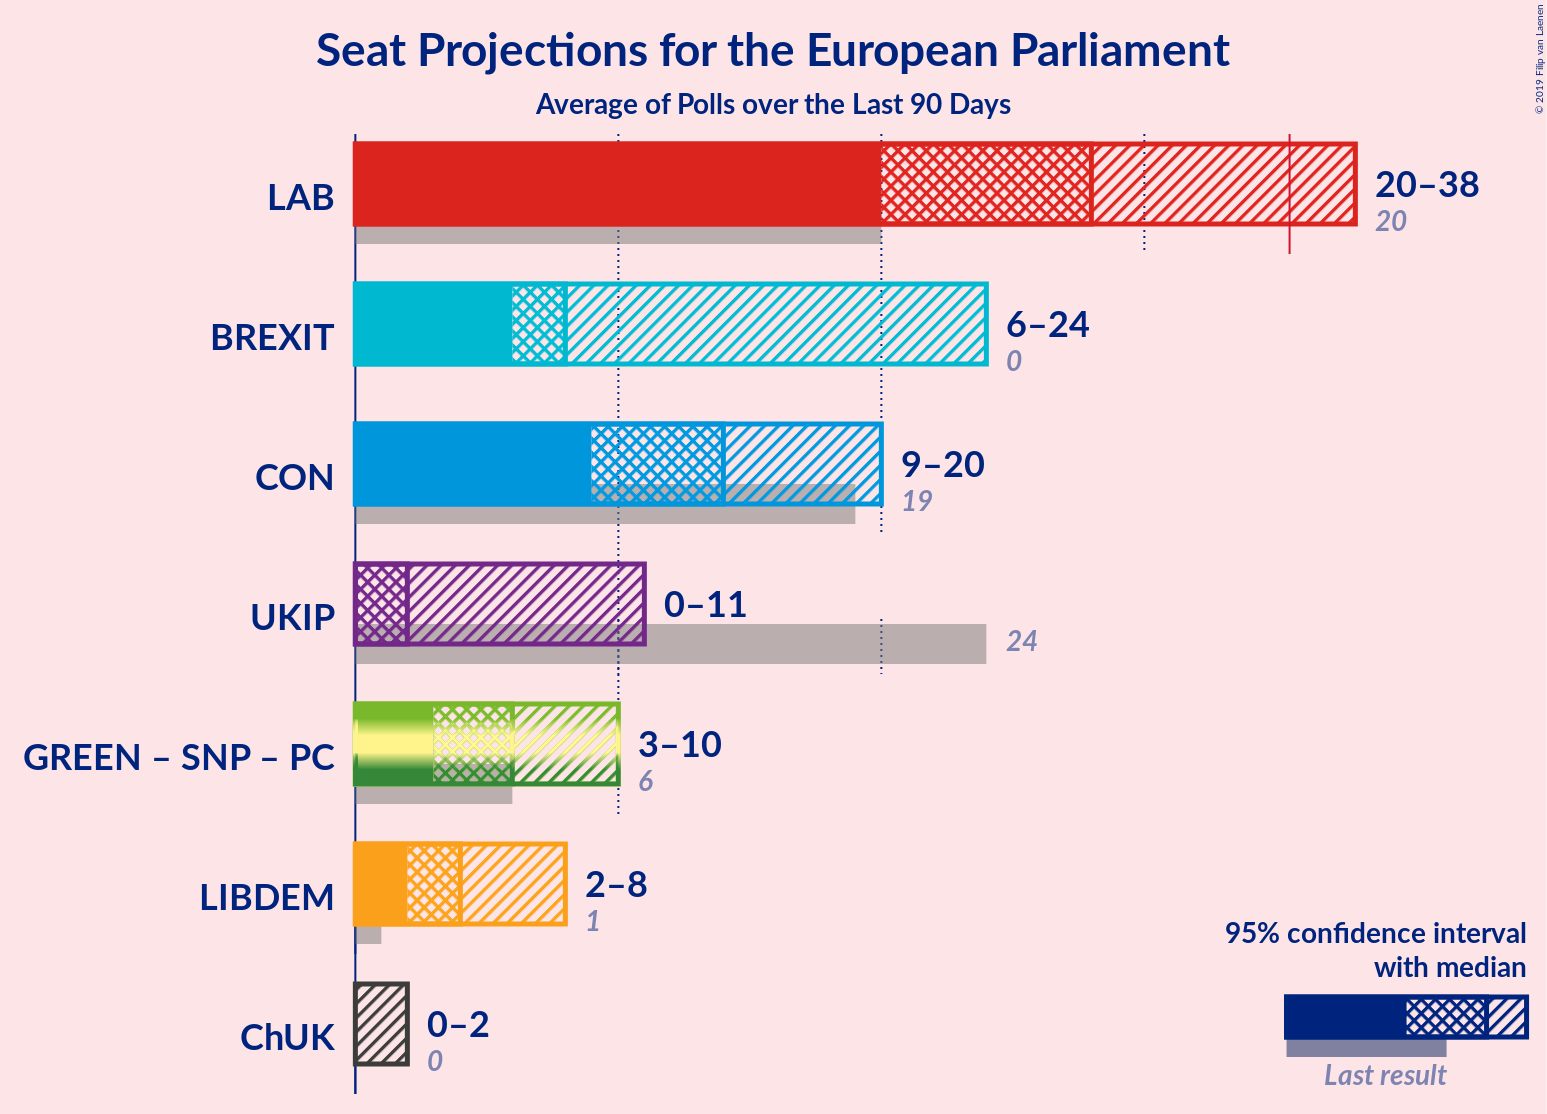 Seat Projections for the European Parliament
Average of Polls over the Last 90 Days
© 2019 Filip van Laenen
LAB
20–38
20
BREXIT
6–24
0
CON
9–20
19
UKIP
0–11
24
GREEN – SNP – PC
3–10
6
LIBDEM
2–8
1
ChUK
0–2
0
95% confidence interval
with median
Last result